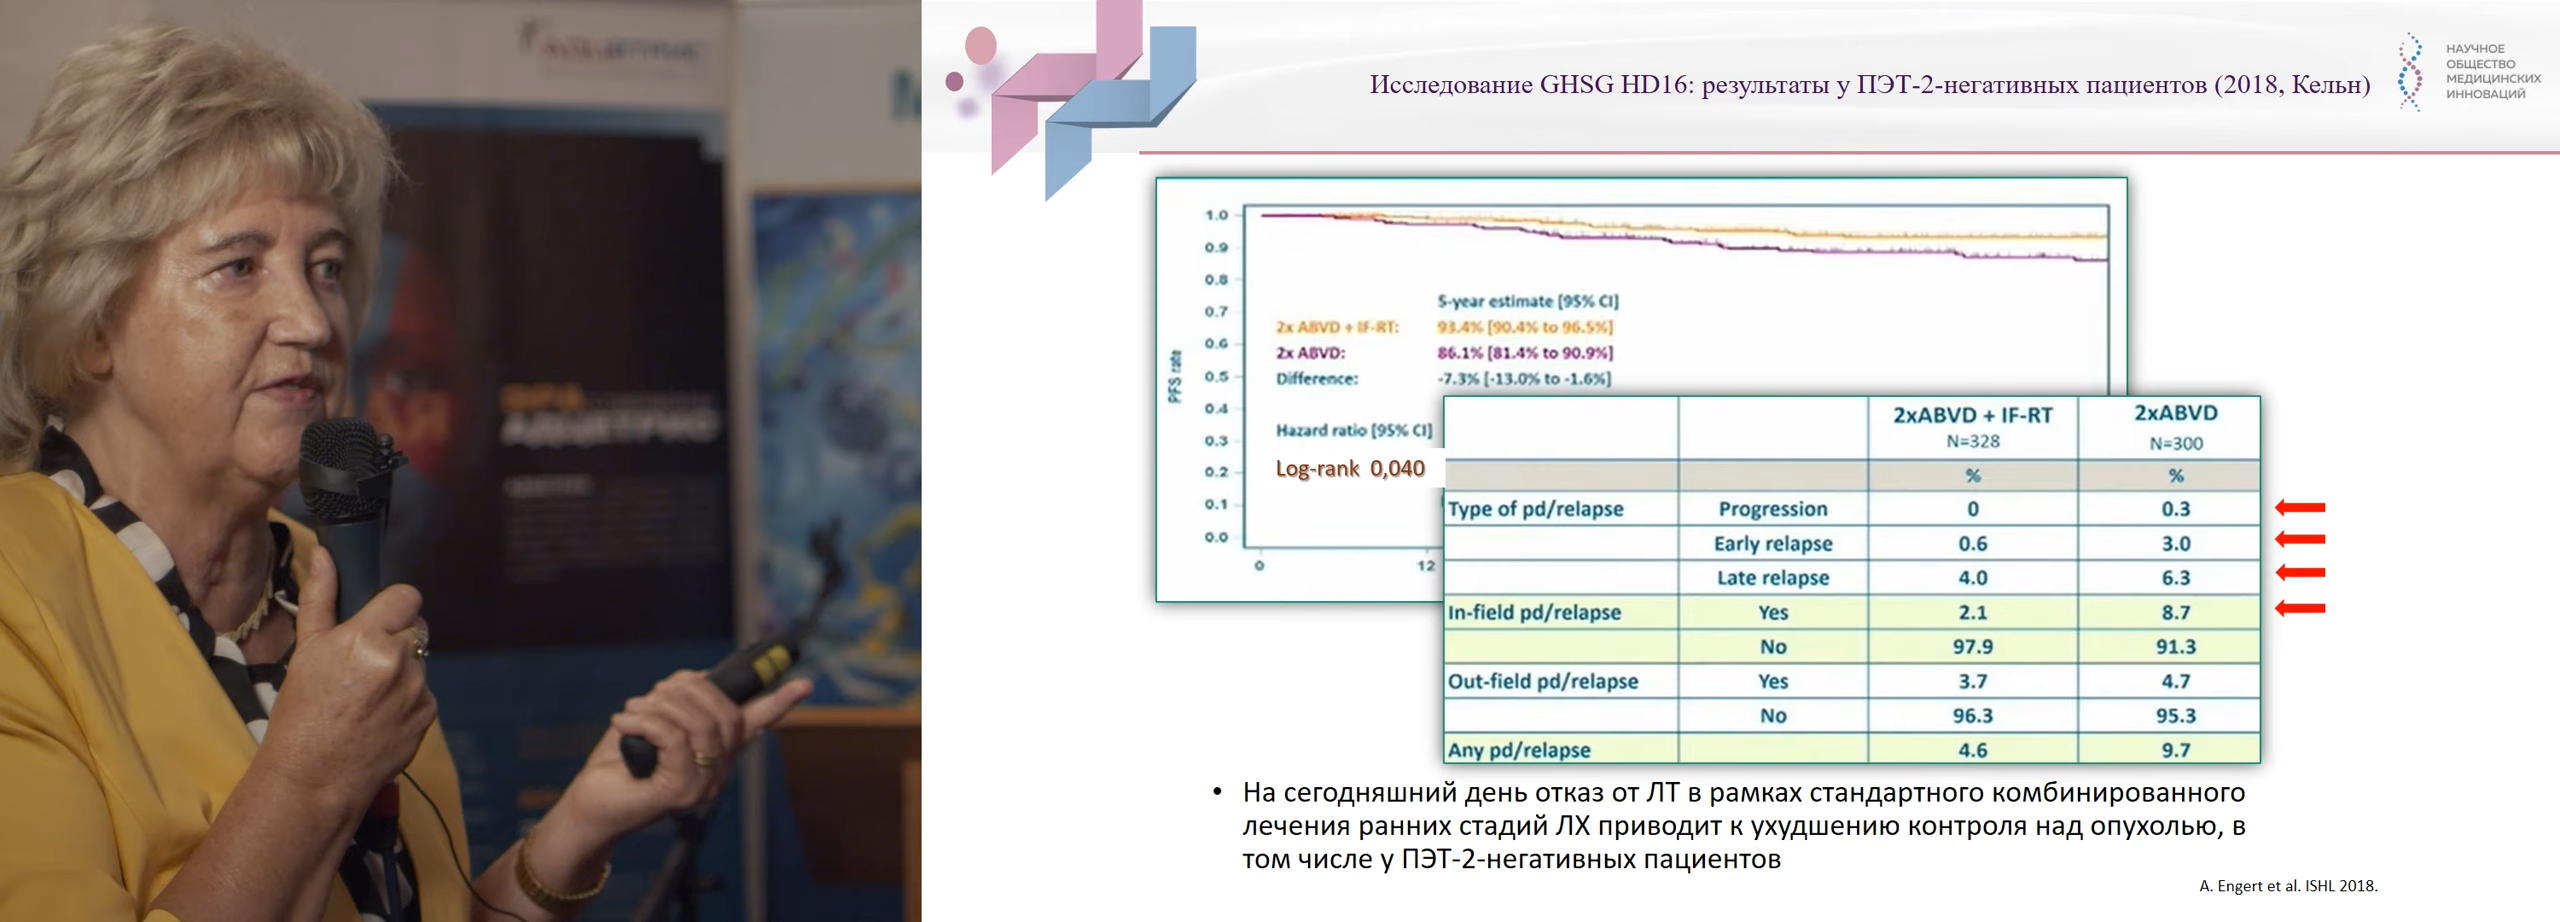 АДЦЕТРИС
Исследование GHSG HD16: результаты у ПЭТ-2-негативных пациентов (2018, Кельн)
НАУЧНОЕ
ОБЩЕСТВО
МЕДИЦИНСКИХ
ИННОВАЦИЙ
PFS rate
1.0
0.9
0.8
0.7
0.6
0.5
0.4
0.3
0.2
0.1
0.0
0 12
5-year estimate [95% CI]
2x ABVD + IF-RT: 93.4% [90.4% to 96.5%]
2x ABVD: 86.1% [81.4% to 90.9%]
Difference: -7.3% [-13.0% to -1.6%]
Hazard ratio [95% CI]
Log-rank 0,040
2xABVD + IF-RT 2xABVD
N=328 N=300
% %
Type of pd/relapse Progression 0 0.3
Early relapse 0.6 3.0
Late relapse 4.0 6.3
In-field pd/relapse Yes 2.1 8.7
No 97.9 91.3
Out-field pd/relapse Yes 3.7 4.7
No 96.3 95.3
Any pd/relapse 4.6 9.7
• На сегодняшний день отказ от ЛТ в рамках стандартного комбинированного
лечения ранних стадий ЛХ приводит к ухудшению контроля над опухолью, в
том числе у ПЭТ-2-негативных пациентов
A. Engert et al. ISHL 2018.